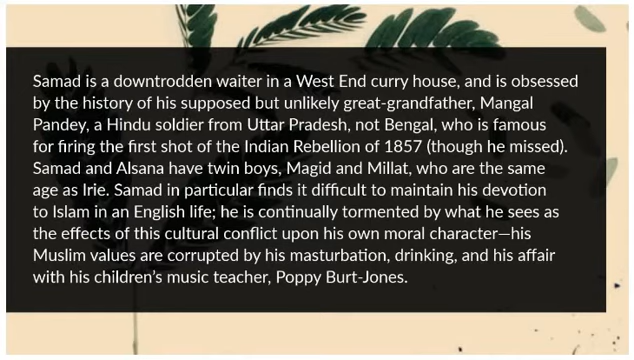 Samad is a downtrodden waiter in a West End curry house, and is obsessed
by the history of his supposed but unlikely great-grandfather, Mangal
Pandey, a Hindu soldier from Uttar Pradesh, not Bengal, who is famous
for firing the first shot of the Indian Rebellion of 1857 (though he missed).
Samad and Alsana have twin boys, Magid and Millat, who are the same
age as Irie. Samad in particular finds it difficult to maintain his devotion
to Islam in an English life; he is continually tormented by what he sees as
the effects of this cultural conflict upon his own moral character—his
Muslim values are corrupted by his masturbation, drinking, and his affair
with his children's music teacher, Poppy Burt-Jones.